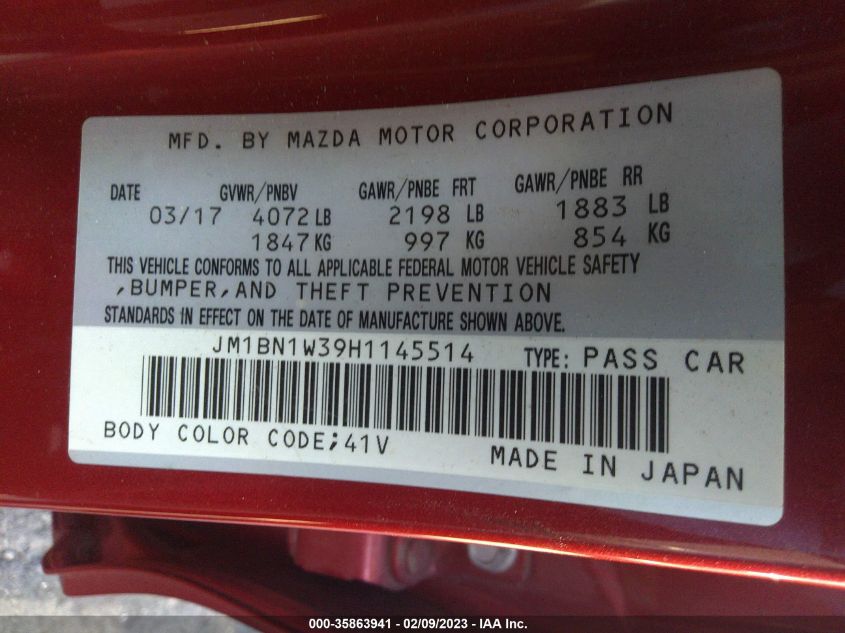 MFD. BY MAZDA MOTOR CORPORATION
DATE GVWR/PNBV GAWR/PNBE FRT GAWR/PNBE RR
03/17 4072 LB 2198 LB 1883 LB
1847 KG 997 KG 854 KG
THIS VEHICLE CONFORMS TO ALL APPLICABLE FEDERAL MOTOR VEHICLE SAFETY
,BUMPER,AND THEFT PREVENTION
STANDARDS IN EFFECT ON THE DATE OF MANUFACTURE SHOWN ABOVE.
JM1BN1W39H1145514 TYPE: PASS CAR
BODY COLOR CODE;41V MADE IN JAPAN
000-35863941 - 02/09/2023 - IAA Inc.